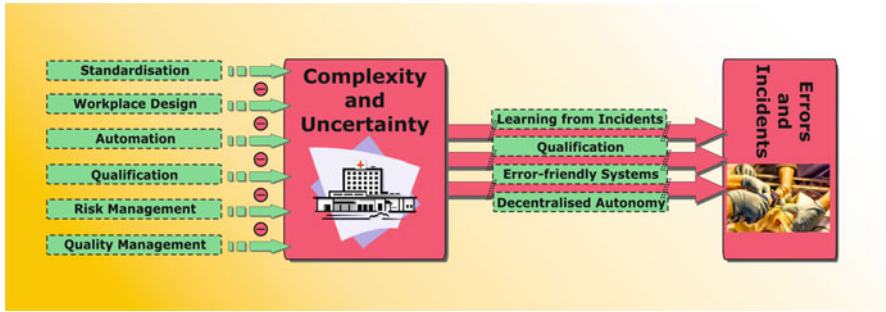 Standardisation
Workplace Design
Automation
Qualification
Risk Management
Quality Management
Complexity
and
Uncertainty
Learning from Incidents
Qualification
Error-friendly Systems
Decentralised Autonomy
Errors
and
Incidents